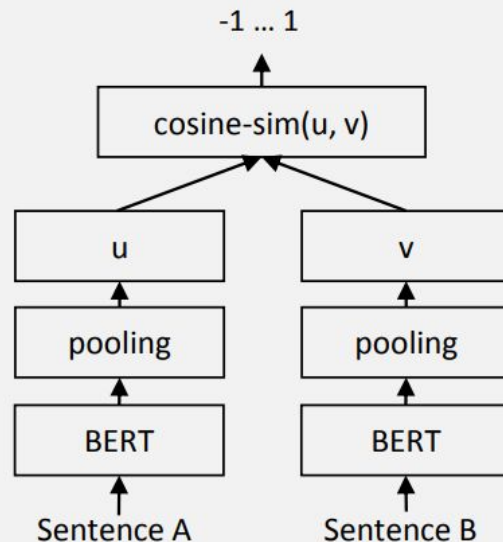 -1 … 1
cosine-sim(u, v)
u v
pooling pooling
BERT BERT
Sentence A Sentence B